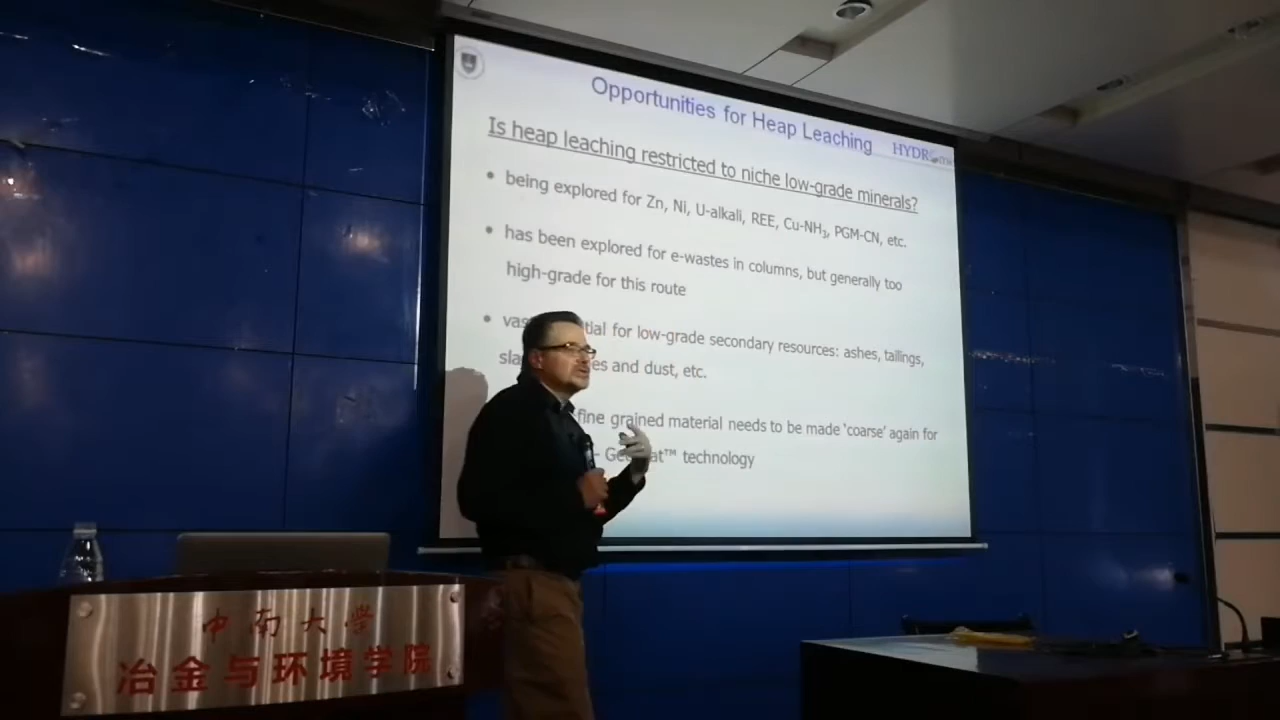 Opportunities for Heap Leaching
Is heap leaching restricted to niche low-grade minerals?
• being explored for Zn, Ni, U-alkali, REE, Cu-NH₃, PGM-CN, etc.
• has been explored for e-wastes in columns, but generally too
high-grade for this route
• for low-grade secondary resources: ashes, tailings,
and dust, etc.
fine grained material needs to be made ‘coarse’ again for
technology
中南大学
冶金与环境学院